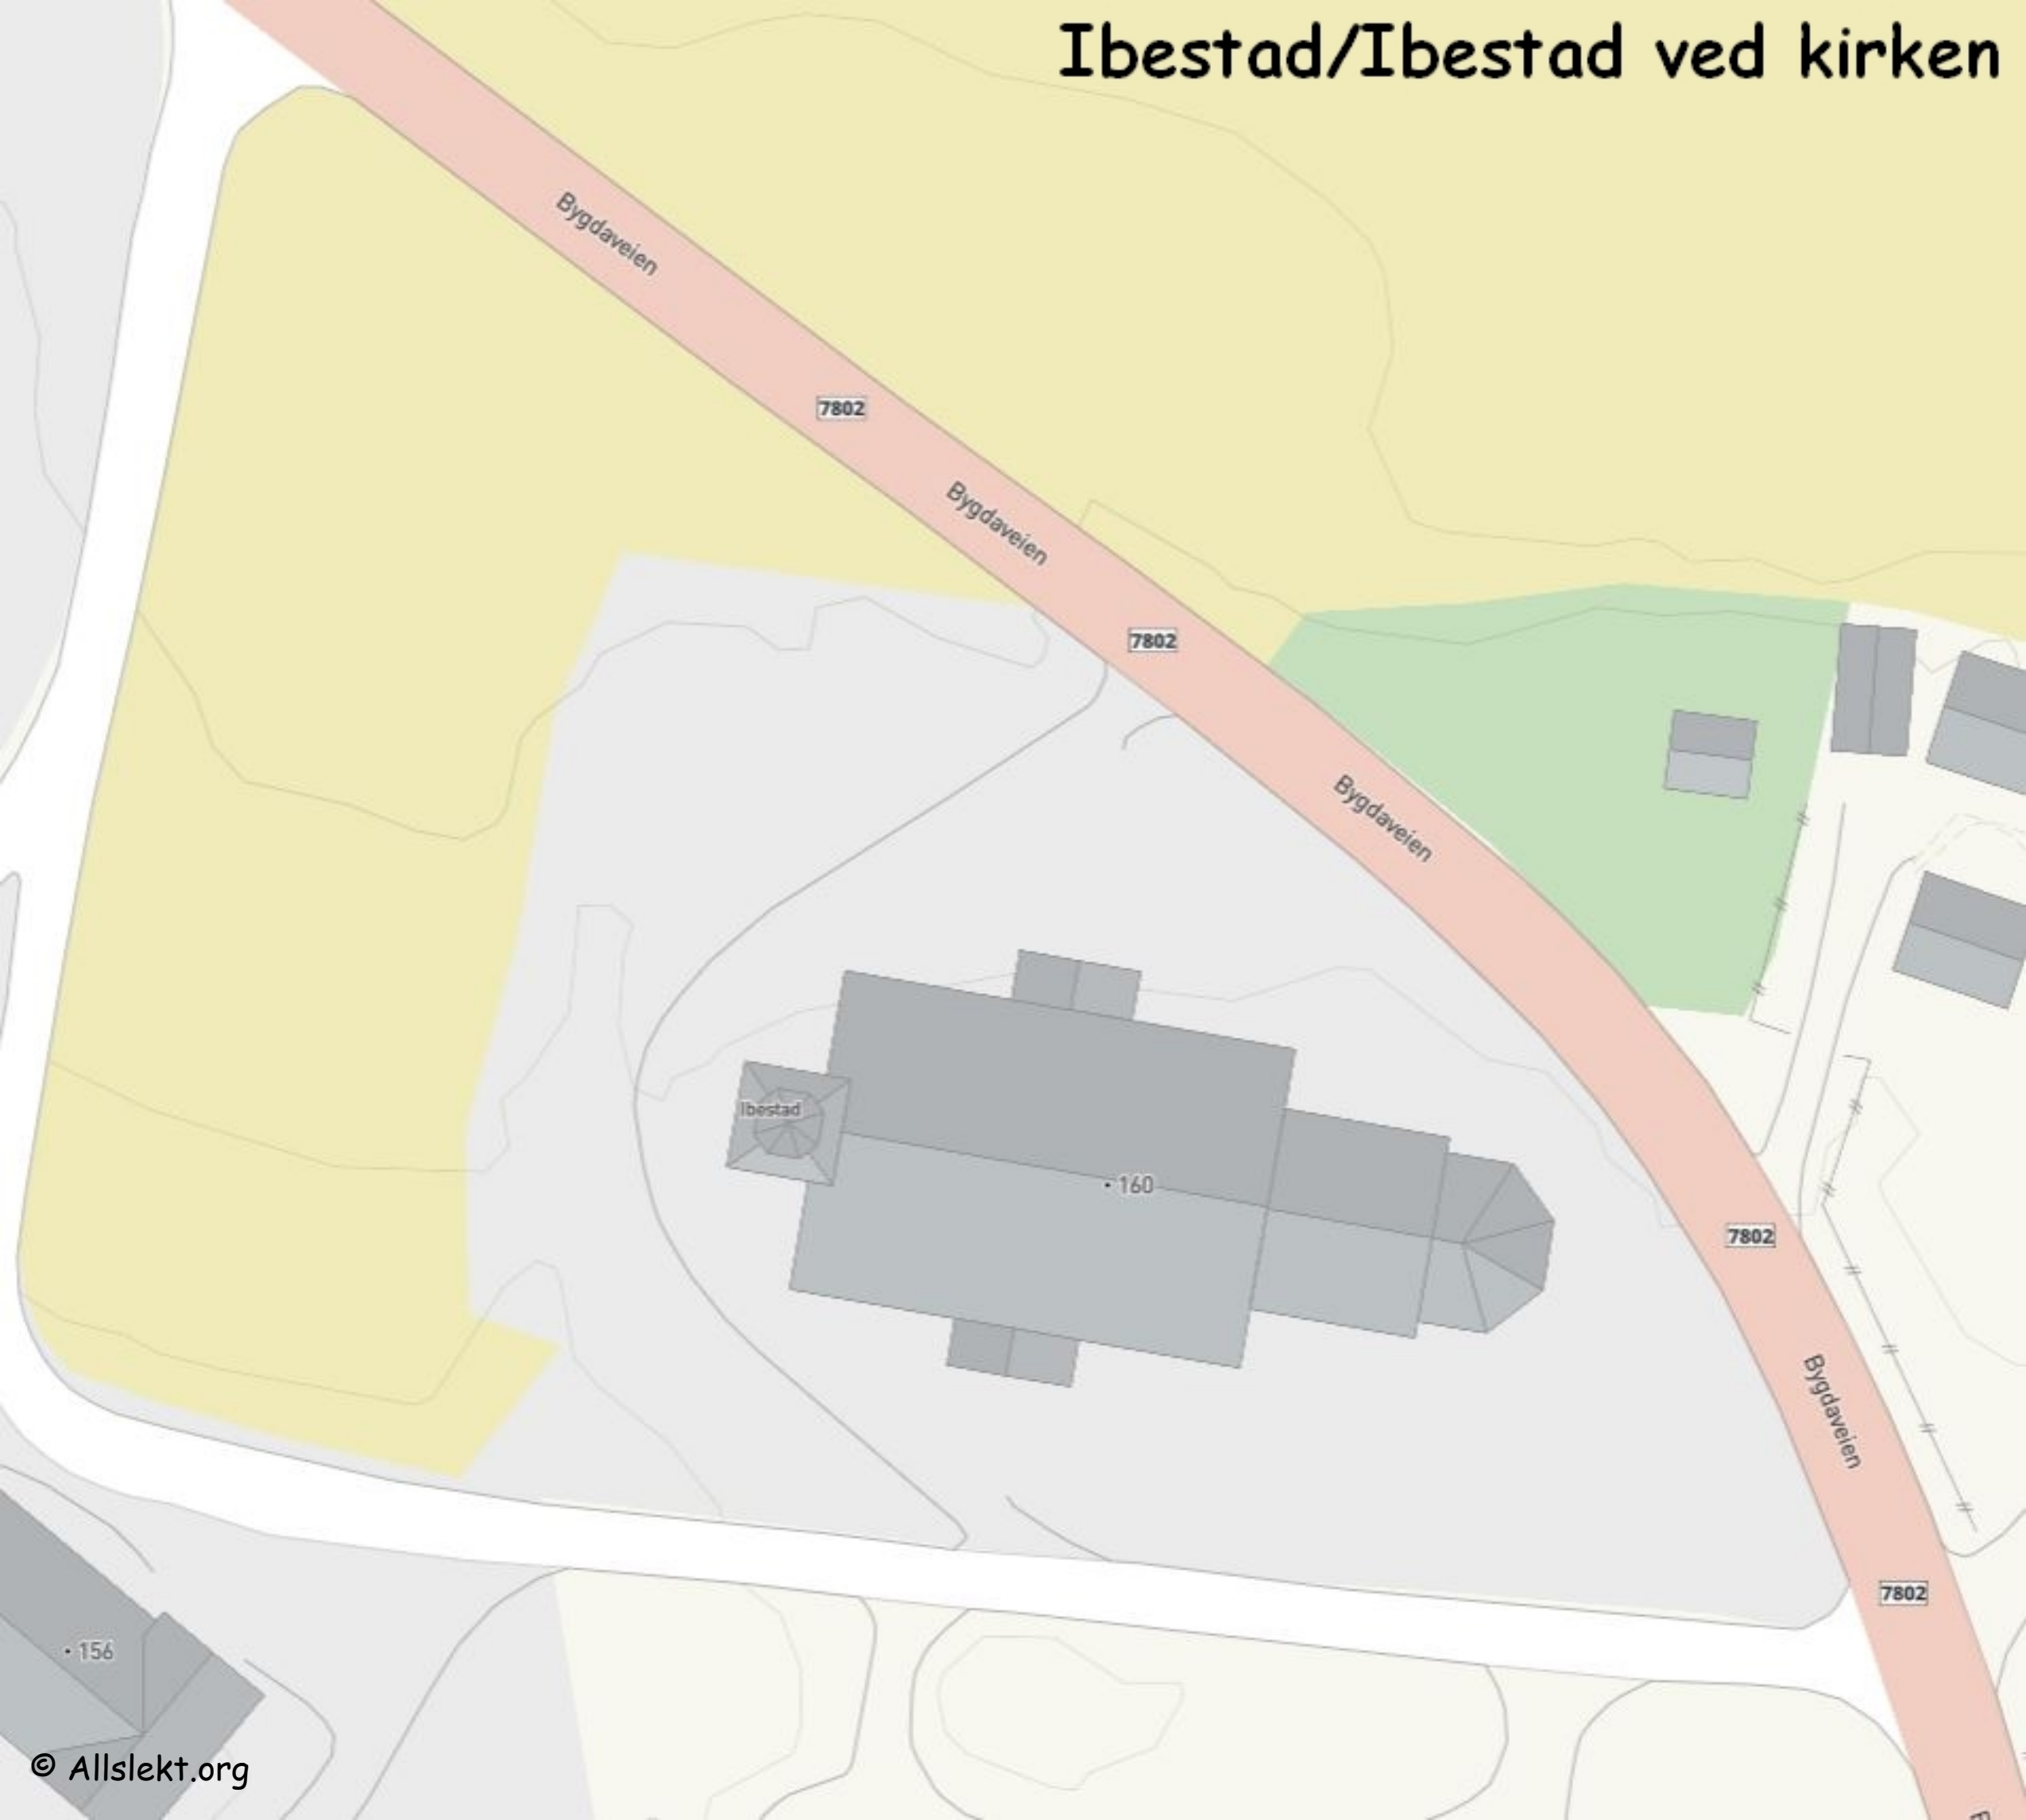 Ibestad/Ibestad ved kirken
Bygdaveien
7802
Bygdaveien
7802
Bygdaveien
Ibestad
160
7802
Bygdaveien
7802
156
© Allslekt.org